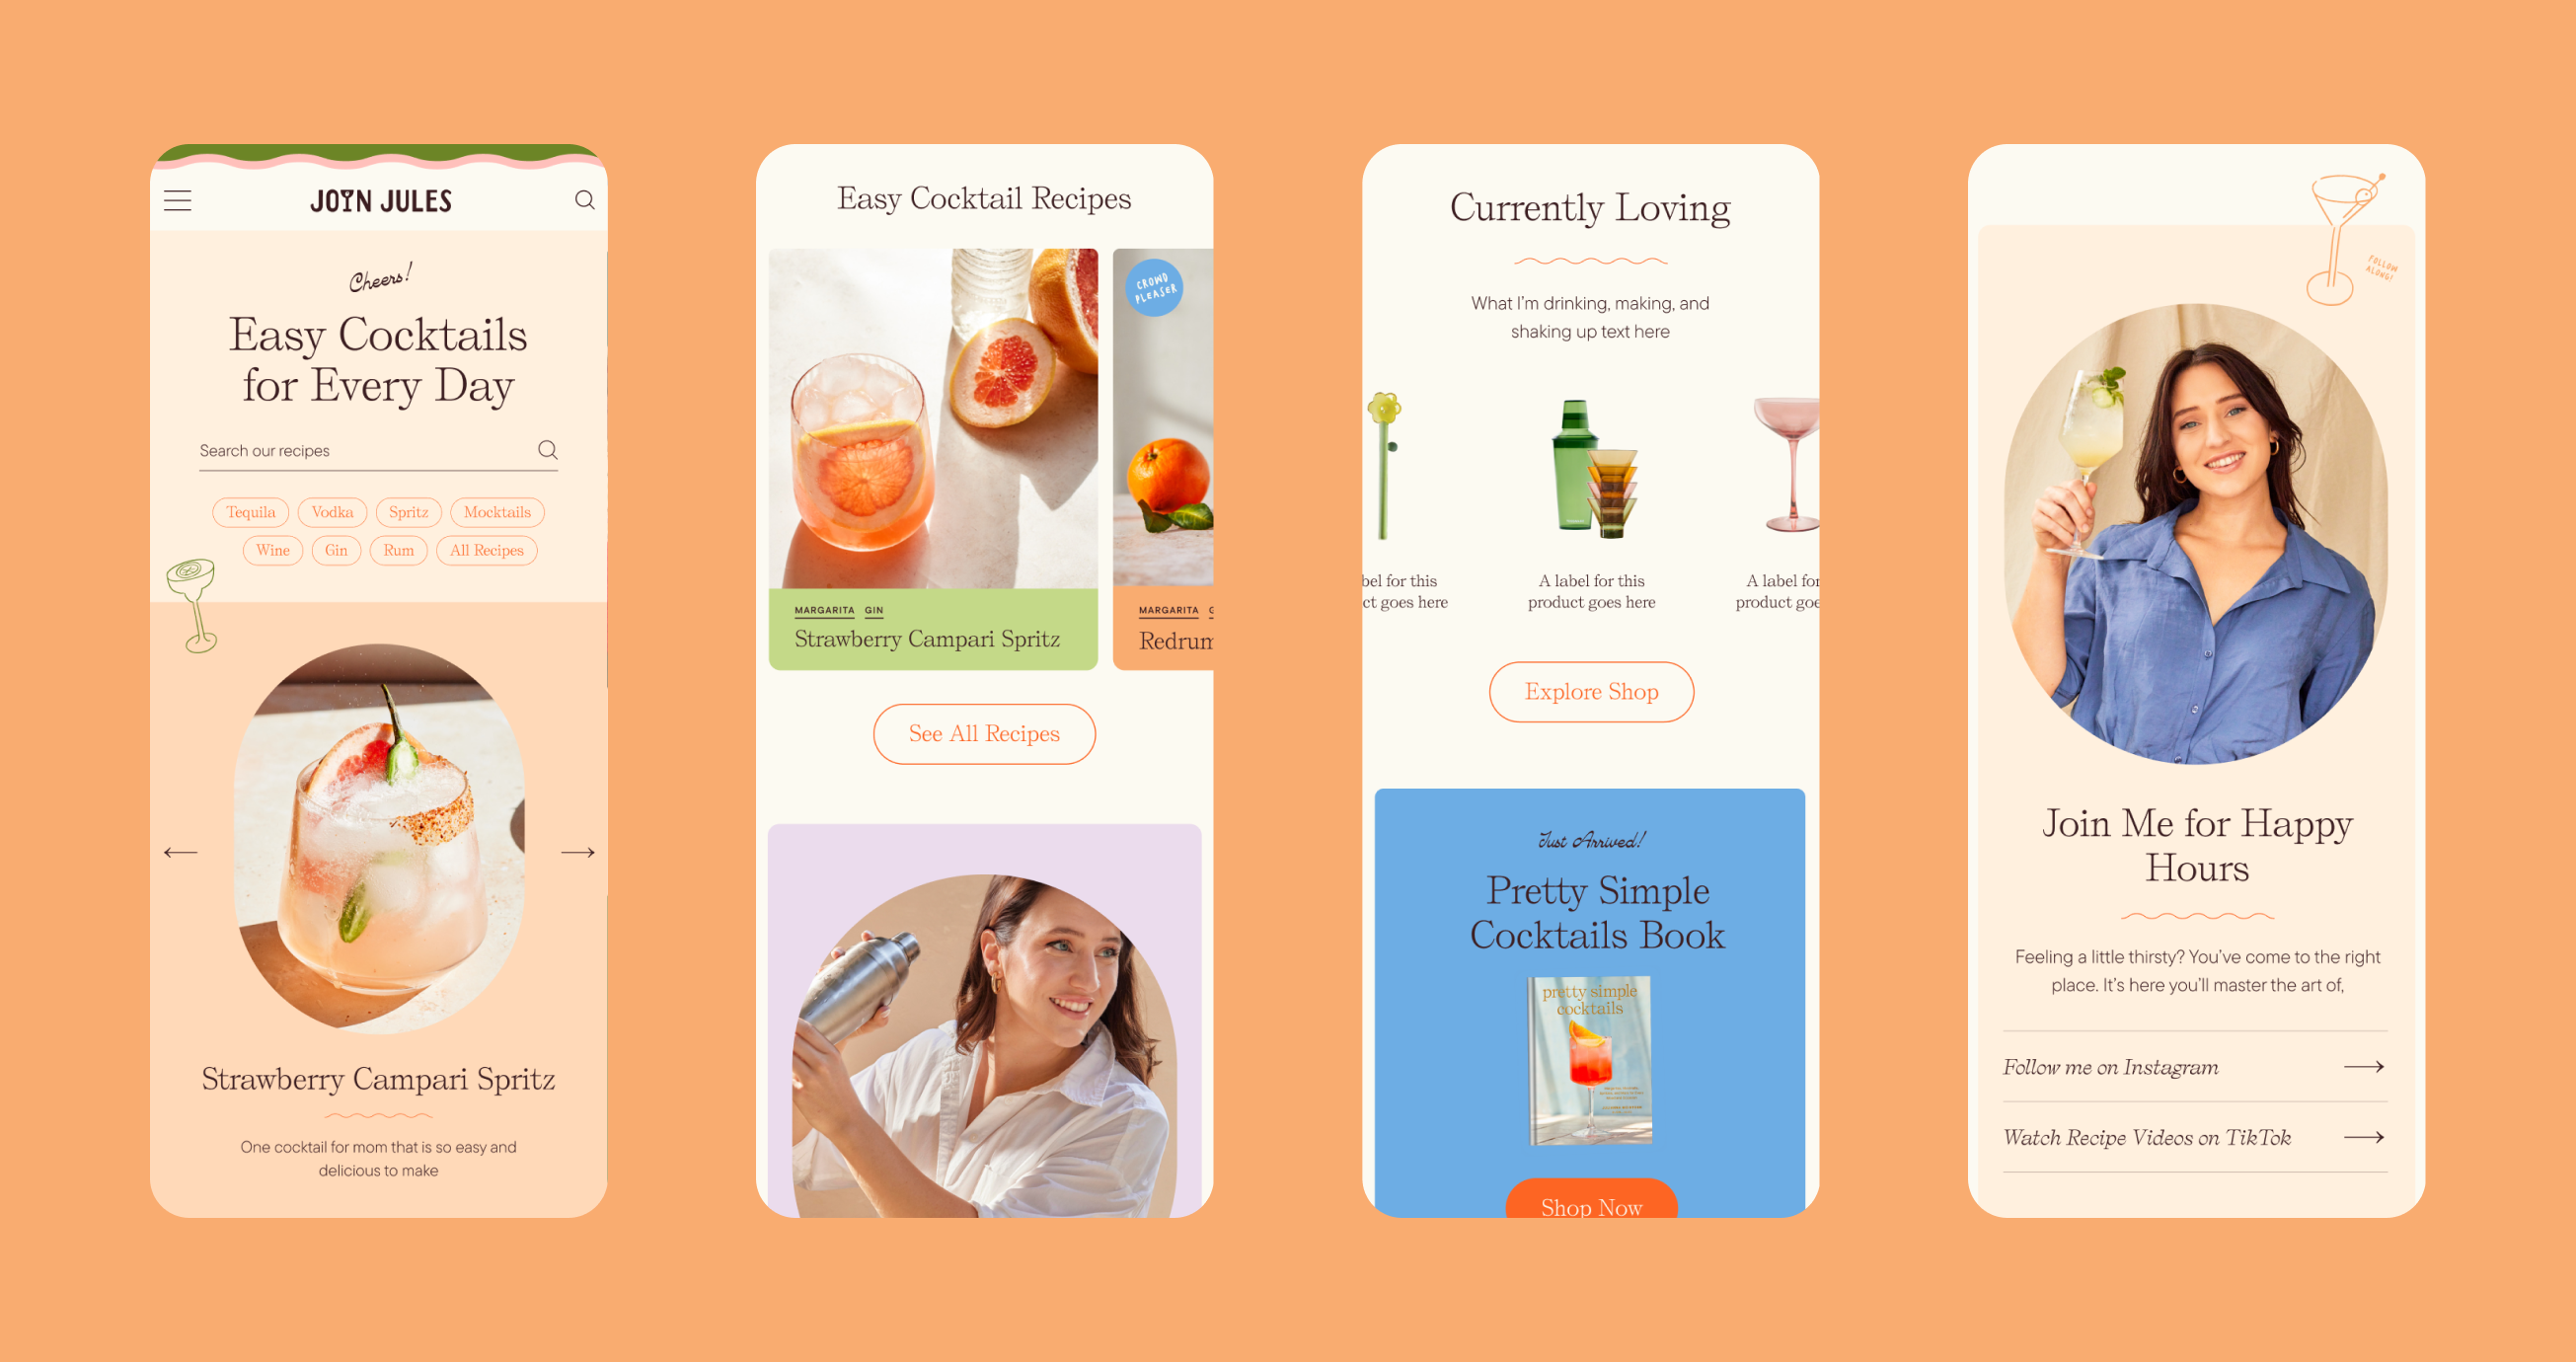 JOYN JULES
Cheers!
Easy Cocktails
for Every Day
Search our recipes
Tequila Vodka Spritz Mocktails
Wine Gin Rum All Recipes
Strawberry Campari Spritz
One cocktail for mom that is so easy and
delicious to make
Easy Cocktail Recipes
CROWD
PLEASER
MARGARITA GIN
Strawberry Campari Spritz
MARGARITA G
Redrum
See All Recipes
Currently Loving
What I'm drinking, making, and
shaking up text here
bel for this
ct goes here
A label for this
product goes here
A label for
product goe
Explore Shop
Just Arrived!
Pretty Simple
Cocktails Book
pretty simple
cocktails
Shop Now
FOLLOW
ALONG!
Join Me for Happy
Hours
Feeling a little thirsty? You've come to the right
place. It's here you'll master the art of,
Follow me on Instagram
Watch Recipe Videos on TikTok